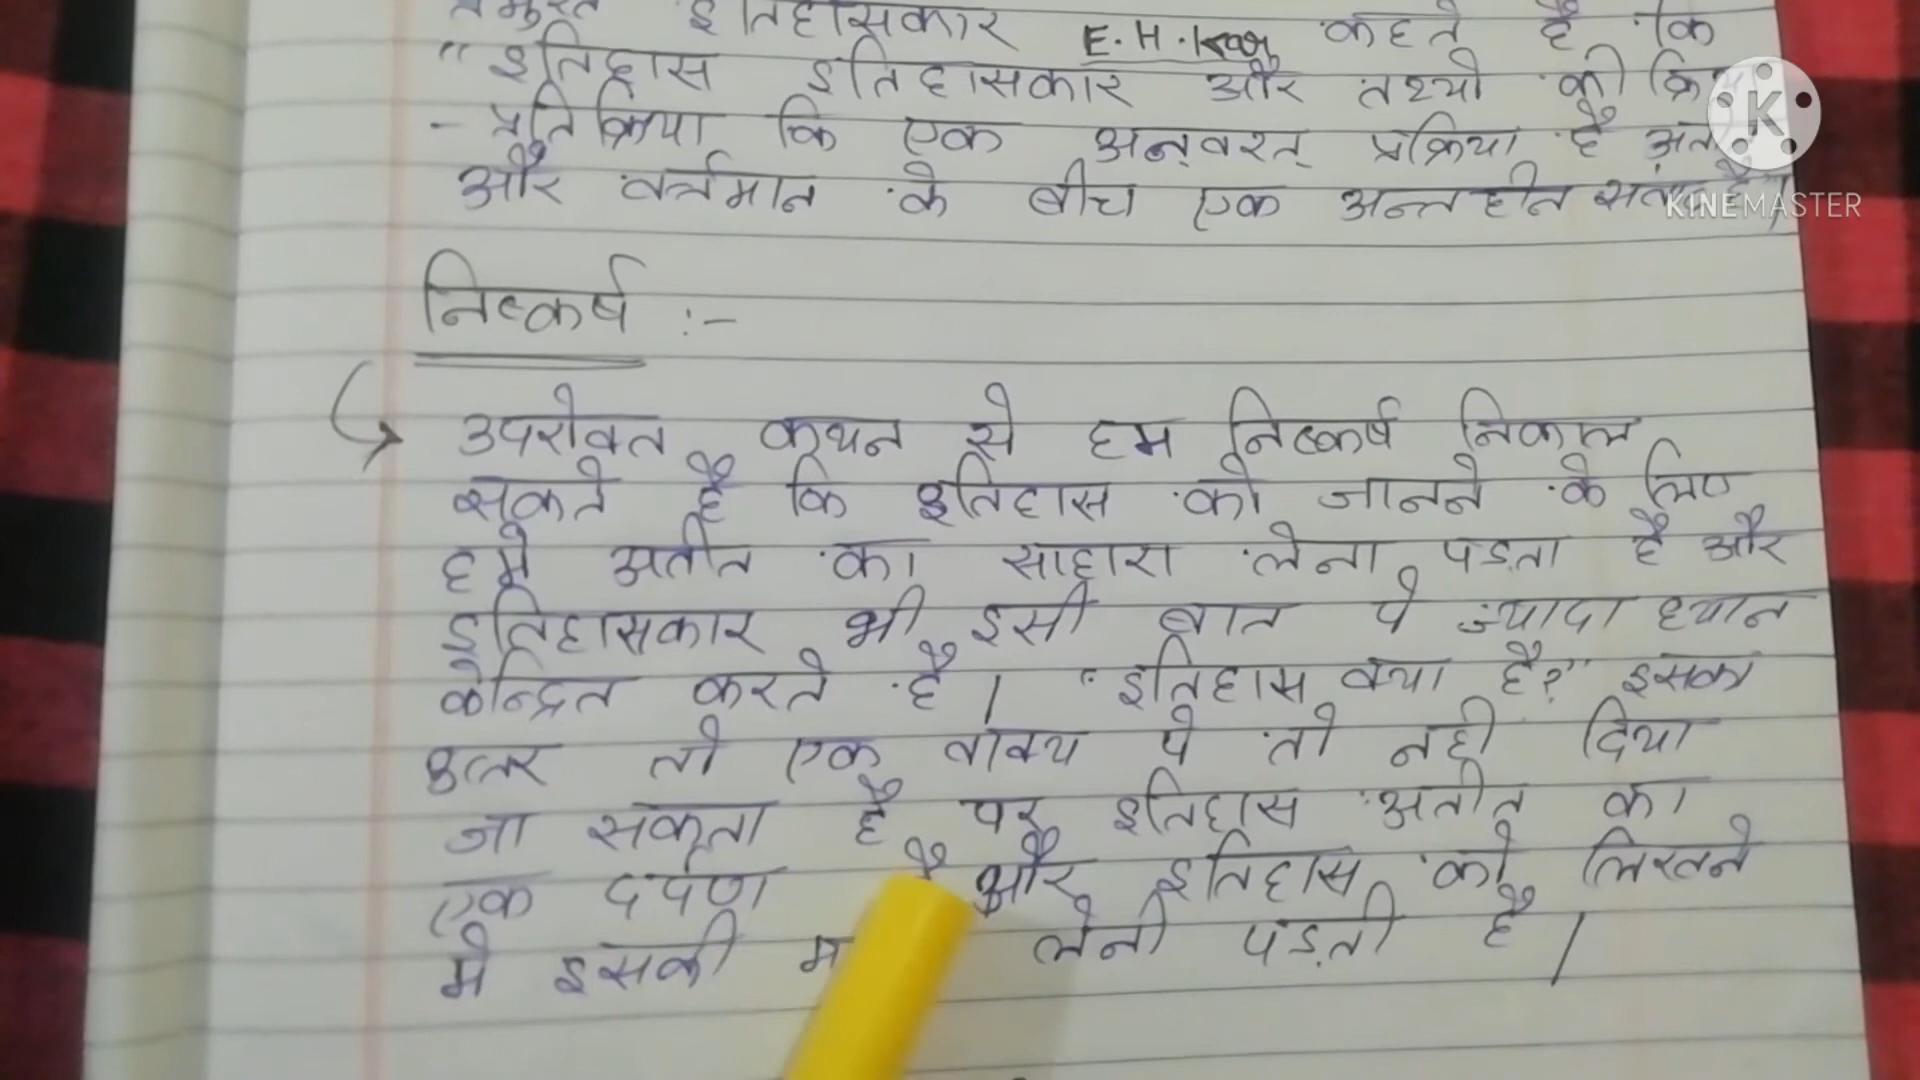 इतिहासकार E.H.Kar कहते है कि
"इतिहास इतिहासकार और तथ्यो की
- प्रतिक्रिया कि एक अनवरत् प्रक्रिया है
और वर्तमान के बीच एक अन्तहीन
KINEMASTER
निष्कर्ष :-
उपरोक्त कथन से हम निष्कर्ष निकाल
सकते है कि इतिहास को जानने के लिए
हमे अतीत का साहारा लेना पड़ता है और
इतिहासकार भी इसी बात पे ज्यादा ध्यान
केन्द्रित करते है। "इतिहास क्या है?" इसका
उत्तर तो एक वाक्य पे तो नही दिया
जा सकता है पर इतिहास अतीत का
एक दर्पण है और इतिहास को लिखने
मे इसकी लेनी पड़ती है।